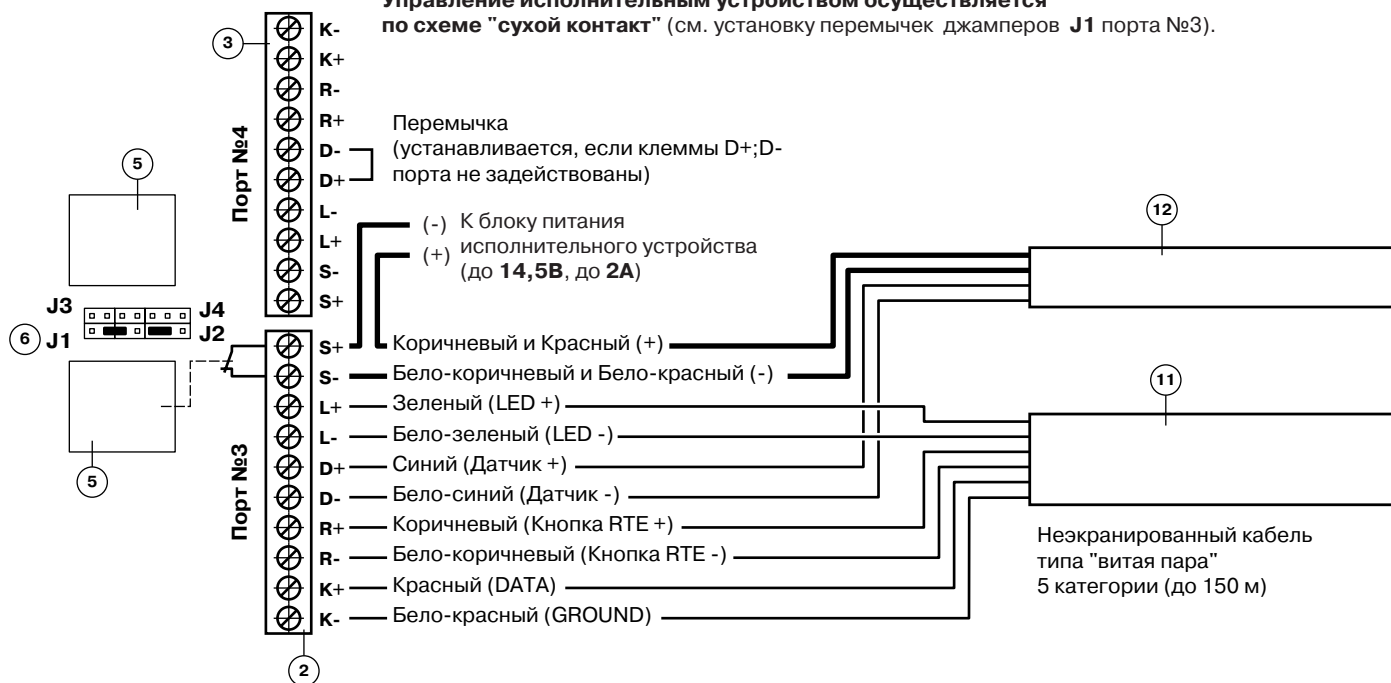 Управление исполнительным устройством осуществляется
по схеме "сухой контакт" (см. установку перемычек джамперов J1 порта №3).
3
K-
K+
R-
R+
D-
D+
L-
L+
S-
S+
Порт №4
Перемычка
(устанавливается, если клеммы D+;D-
порта не задействованы)
5
(-) К блоку питания
исполнительного устройства
(+)
(до 14,5В, до 2А)
12
J3
J4
6
J1
J2
5
Порт №3
S+ Коричневый и Красный (+)
S- Бело-коричневый и Бело-красный (-)
L+ Зеленый (LED +)
L- Бело-зеленый (LED -)
D+ Синий (Датчик +)
D- Бело-синий (Датчик -)
R+ Коричневый (Кнопка RTE +)
R- Бело-коричневый (Кнопка RTE -)
K+ Красный (DATA)
K- Бело-красный (GROUND)
2
11
Неэкранированный кабель
типа "витая пара"
5 категории (до 150 м)